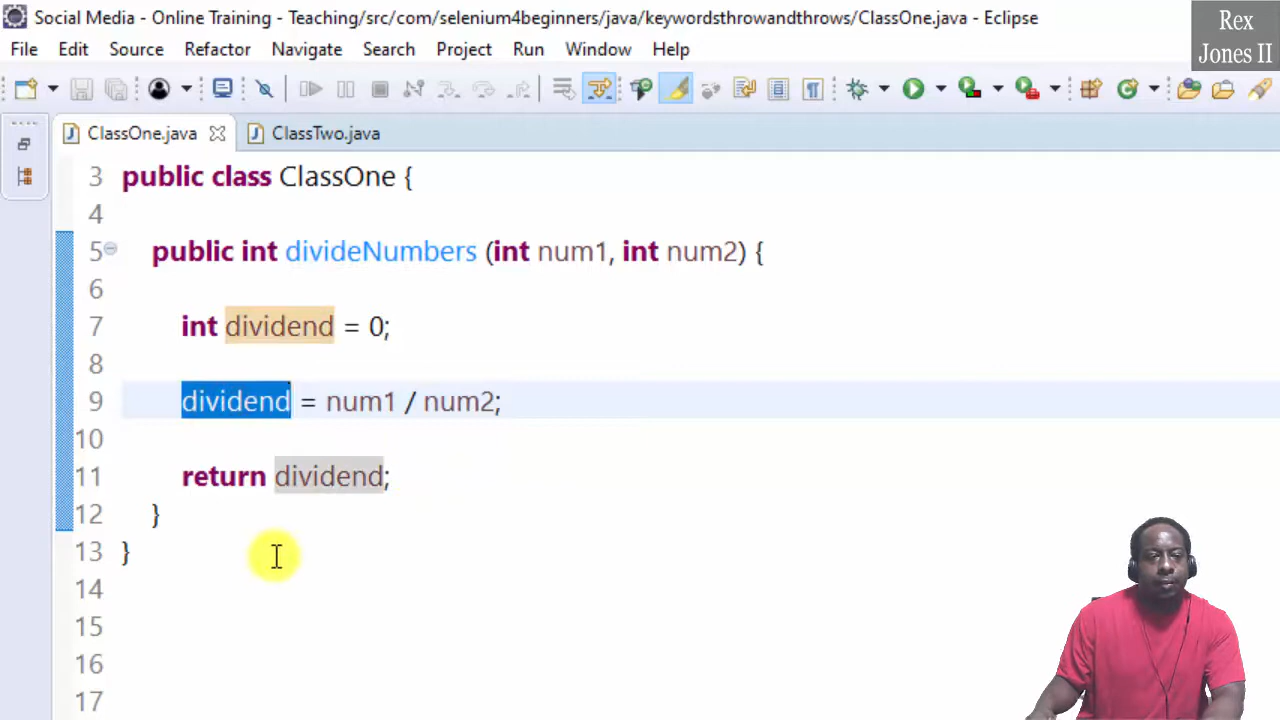 Social Media - Online Training - Teaching/src/com/selenium4beginners/java/keywordsthrowandthrows/ClassOne.java - Eclipse
Rex
Jones II
File Edit Source Refactor Navigate Search Project Run Window Help
ClassOne.java ClassTwo.java
3 public class ClassOne {
4
5 public int divideNumbers (int num1, int num2) {
6
7 int dividend = 0;
8
9 dividend = num1 / num2;
10
11 return dividend;
12 }
13 }
14
15
16
17